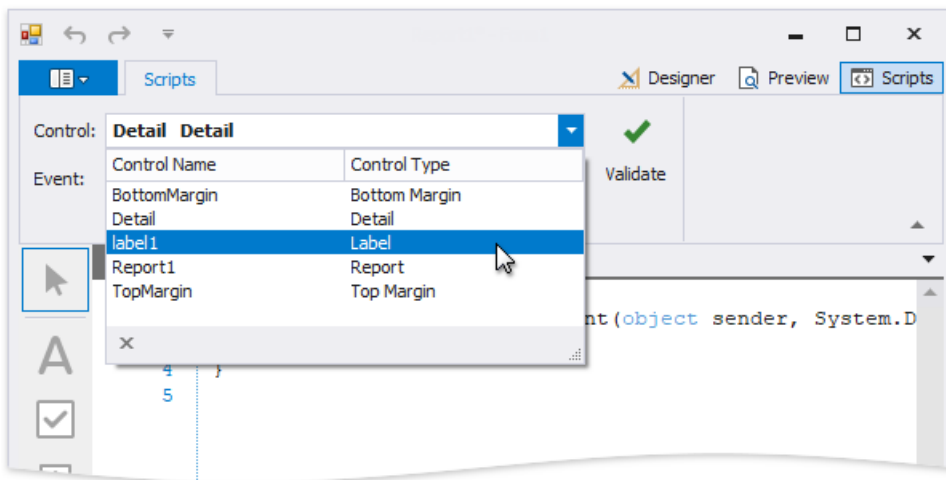 Scripts Designer Preview Scripts
Control: Detail Detail
Control Name Control Type
Event:
Validate
BottomMargin Bottom Margin
Detail Detail
label1 Label
Report1 Report
TopMargin Top Margin
(object sender, System.D
4 }
5
A